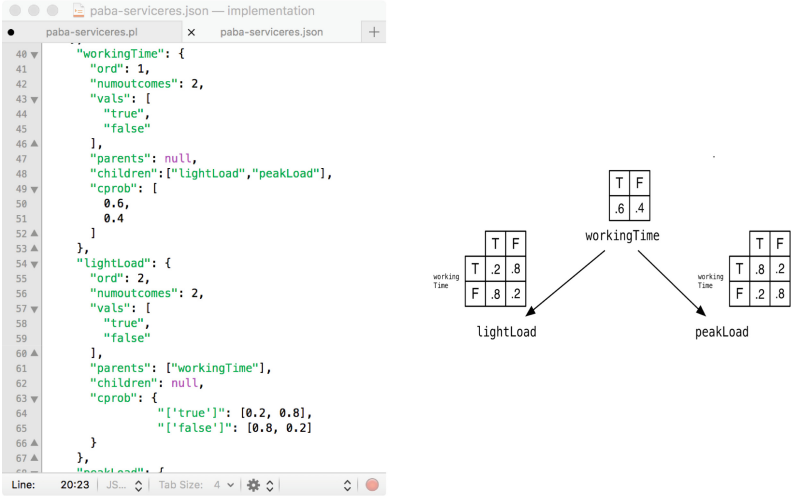 paba-serviceres.json — implementation
paba-serviceres.pl × paba-serviceres.json +
40 "workingTime": {
41 "ord": 1,
42 "numoutcomes": 2,
43 "vals": [
44 "true",
45 "false"
46 ],
47 "parents": null,
48 "children":["lightLoad","peakLoad"],
49 "cprob": [
50 0.6,
51 0.4
52 ]
53 },
54 "lightLoad": {
55 "ord": 2,
56 "numoutcomes": 2,
57 "vals": [
58 "true",
59 "false"
60 ],
61 "parents": ["workingTime"],
62 "children": null,
63 "cprob": {
64 "['true']": [0.2, 0.8],
65 "['false']": [0.8, 0.2]
66 }
67 },
68 "peakLoad": {
Line: 20:23 JS... Tab Size: 4
T F
.6 .4
workingTime
T F
working
Time
T .2 .8
F .8 .2
lightLoad
T F
working
Time
T .8 .2
F .2 .8
peakLoad